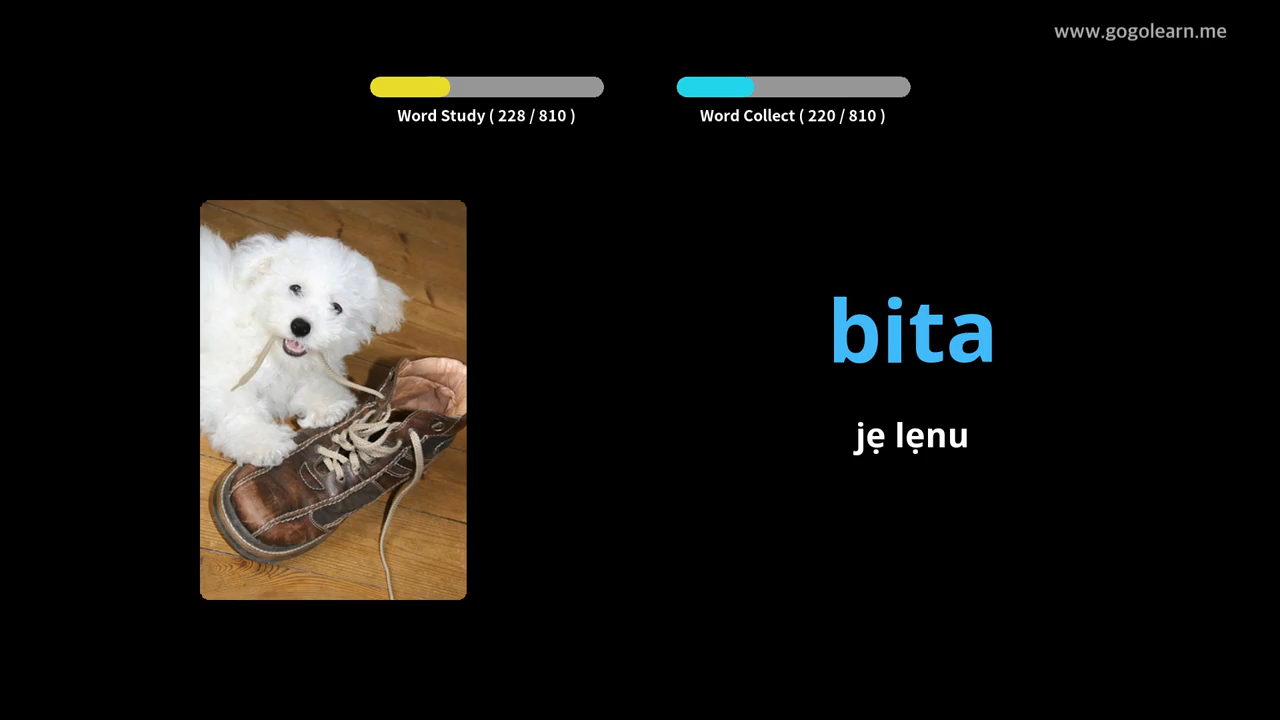 www.gogolearn.me
Word Study ( 228 / 810 )
Word Collect ( 220 / 810 )
bita
jẹ lẹnu